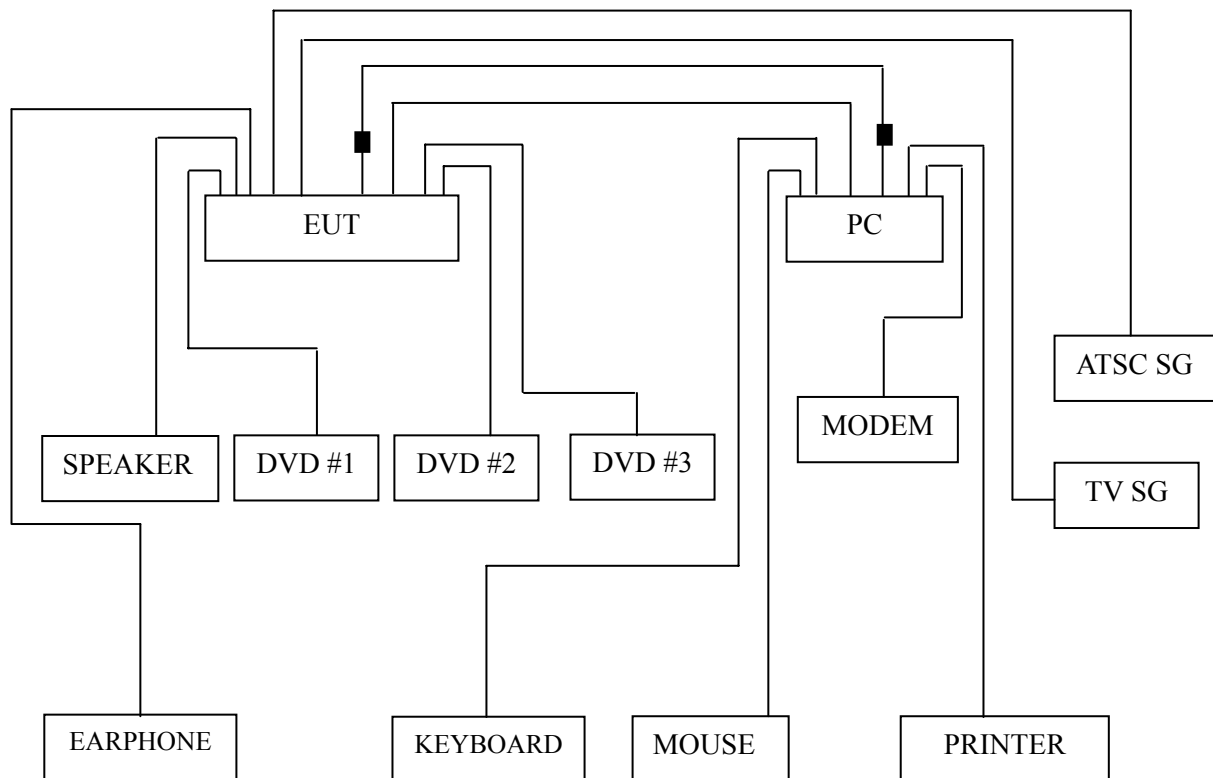 EUT
PC
ATSC SG
MODEM
SPEAKER
DVD #1
DVD #2
DVD #3
TV SG
EARPHONE
KEYBOARD
MOUSE
PRINTER